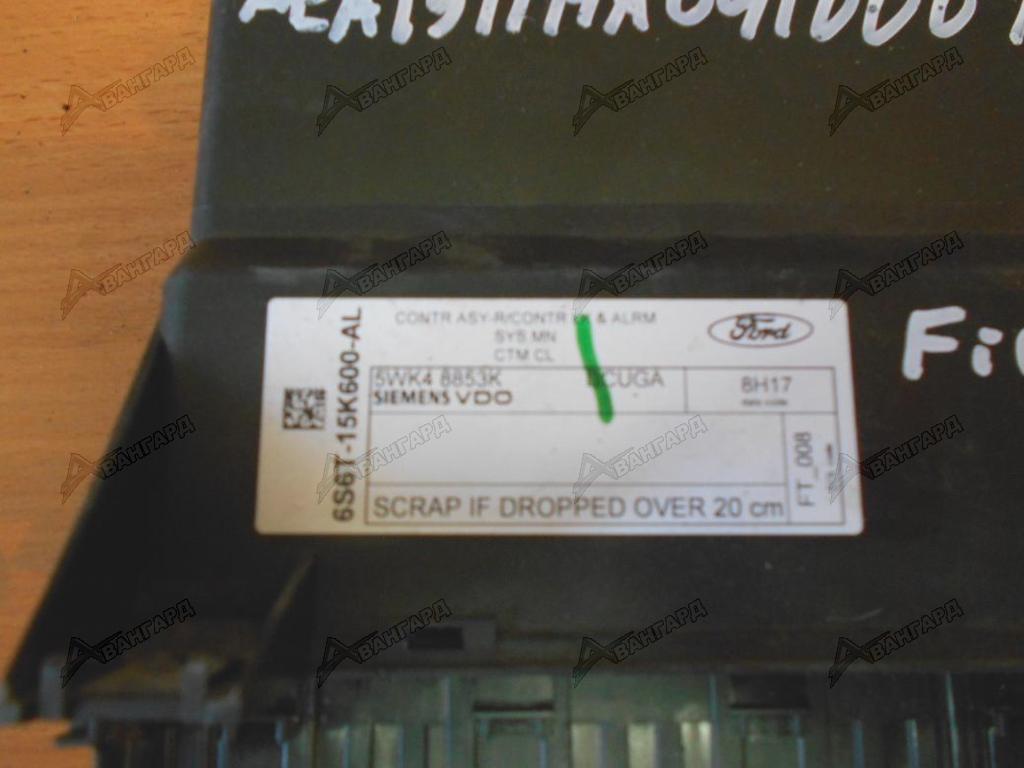 CONTR ASY-R/CONTR & ALRM
SYS MN
CTM CL
Ford
6S6T-15K600-AL
5WK4 8853K
SIEMENS VDO
8H17
FT_008
SCRAP IF DROPPED OVER 20 cm
АВАНГАРД